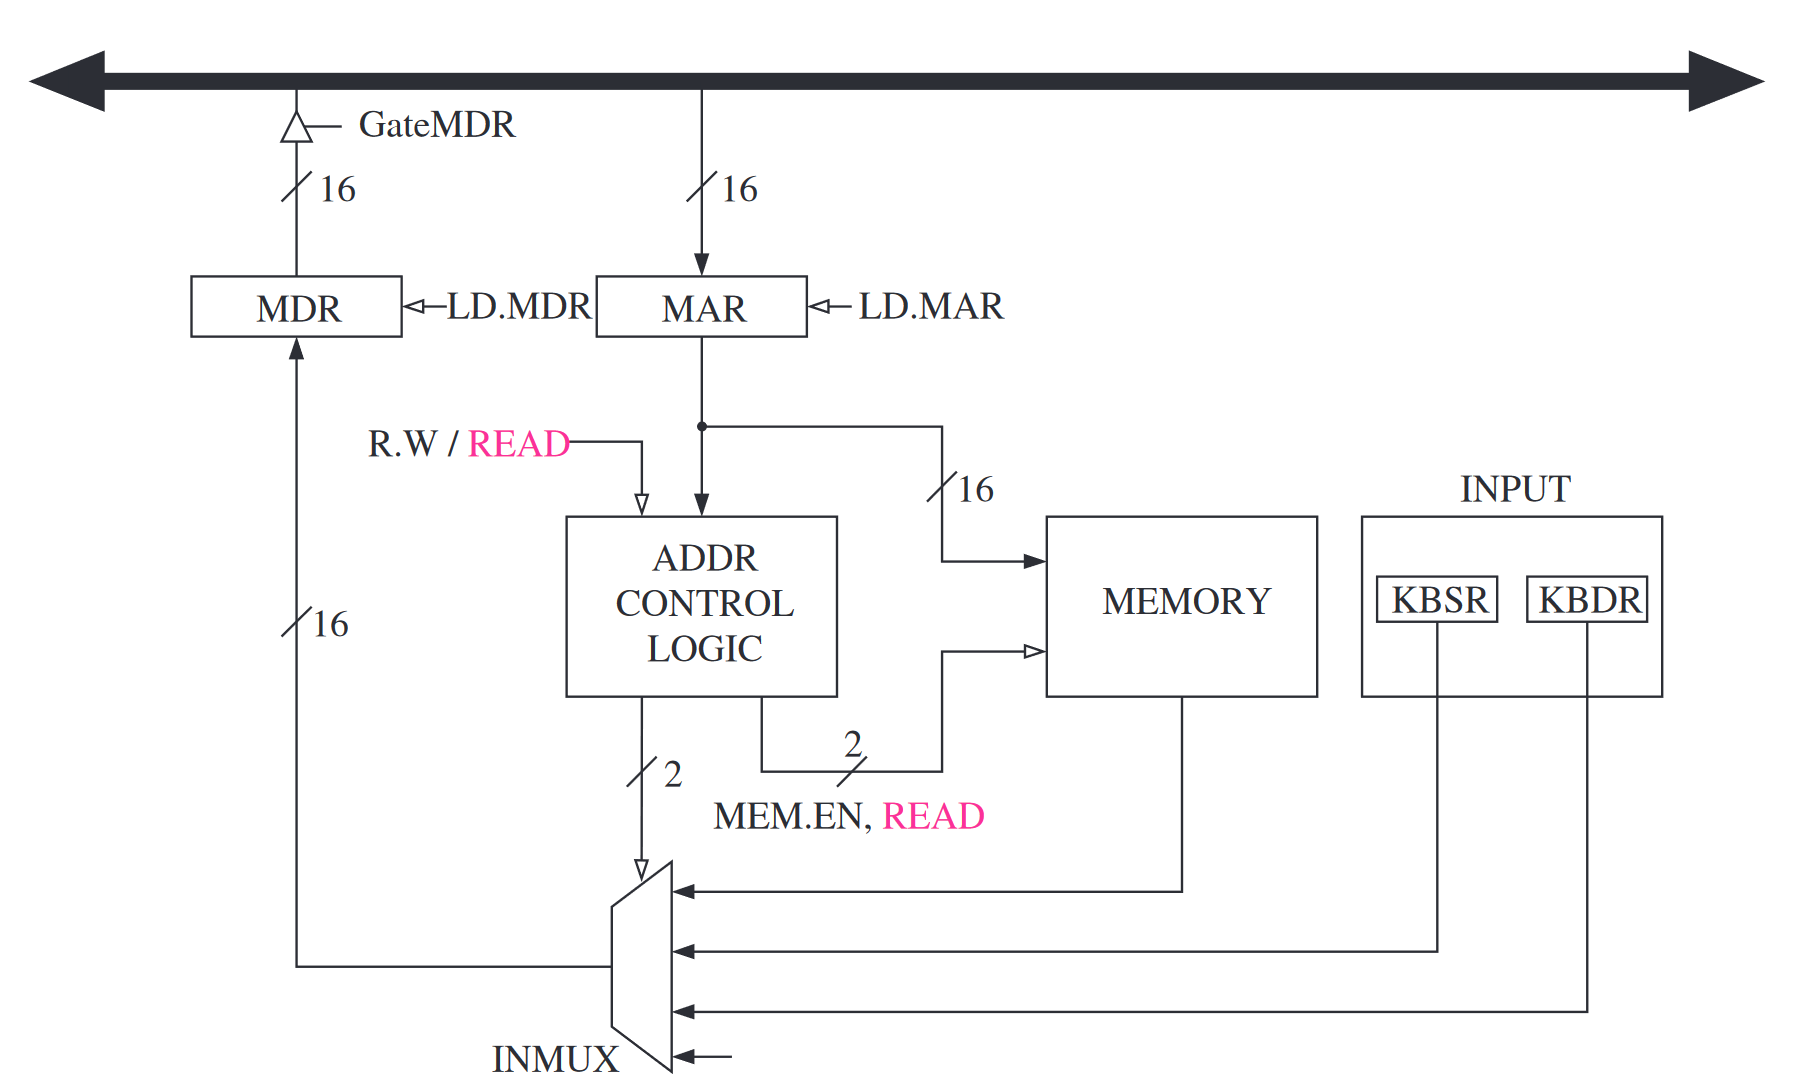 GateMDR
16
16
MDR
LD.MDR
MAR
LD.MAR
R.W / READ
16
INPUT
ADDR
CONTROL
LOGIC
MEMORY
KBSR
KBDR
16
2
2
MEM.EN, READ
INMUX